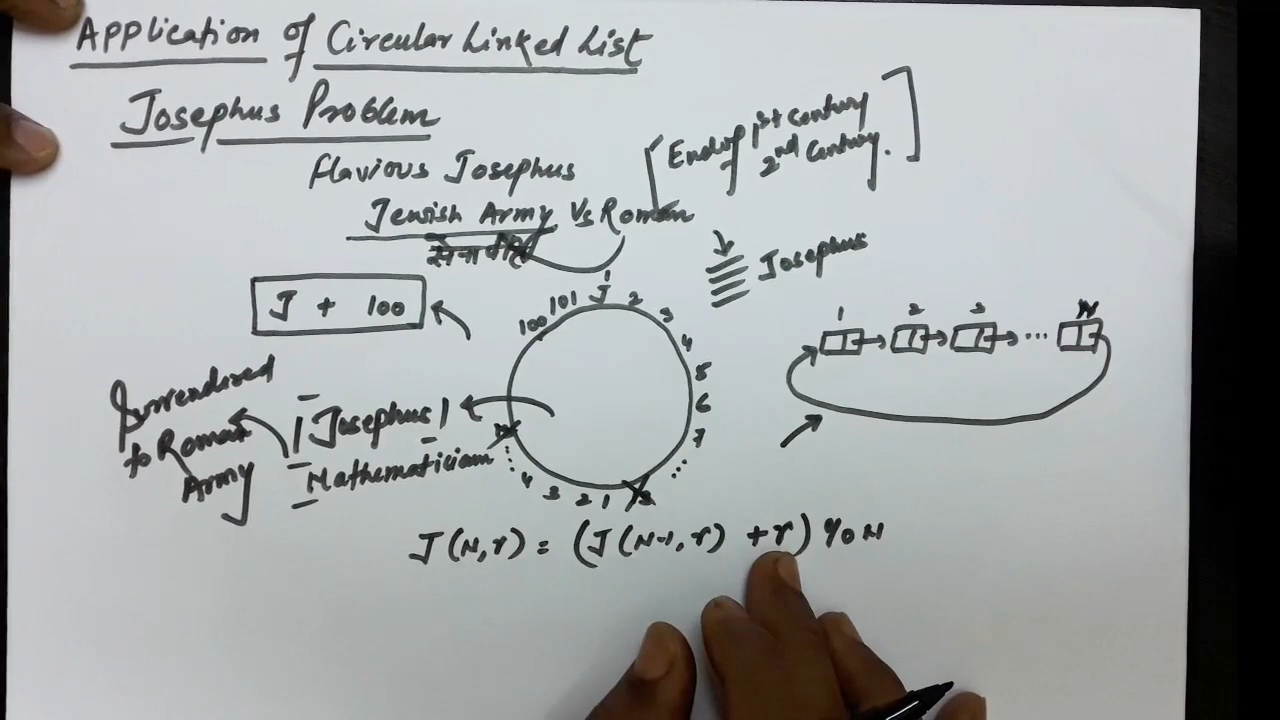 Application of Circular Linked List
Josephus Problem
Flavious Josephus
End of 1st century
2nd Century.
Jewish Army Vs Roman
Josephus
J + 100
100 101 1 J 2 3 4 5 6 7 ...
1 2 3 4 ...
1 2 3 ... N
Surrendered
to Roman
Army
Josephus
Mathematician
J(N,r) = (J(N-1,r) + r) % N